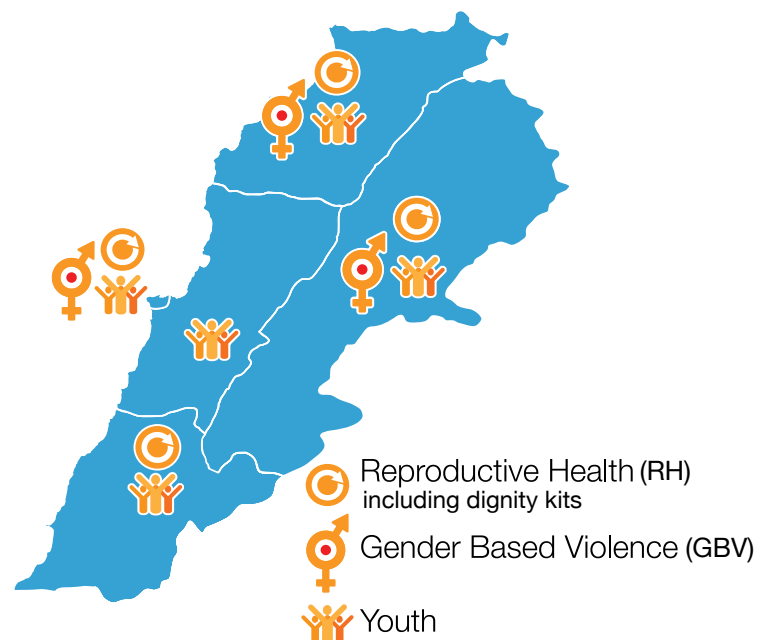 Reproductive Health (RH)
including dignity kits
Gender Based Violence (GBV)
Youth